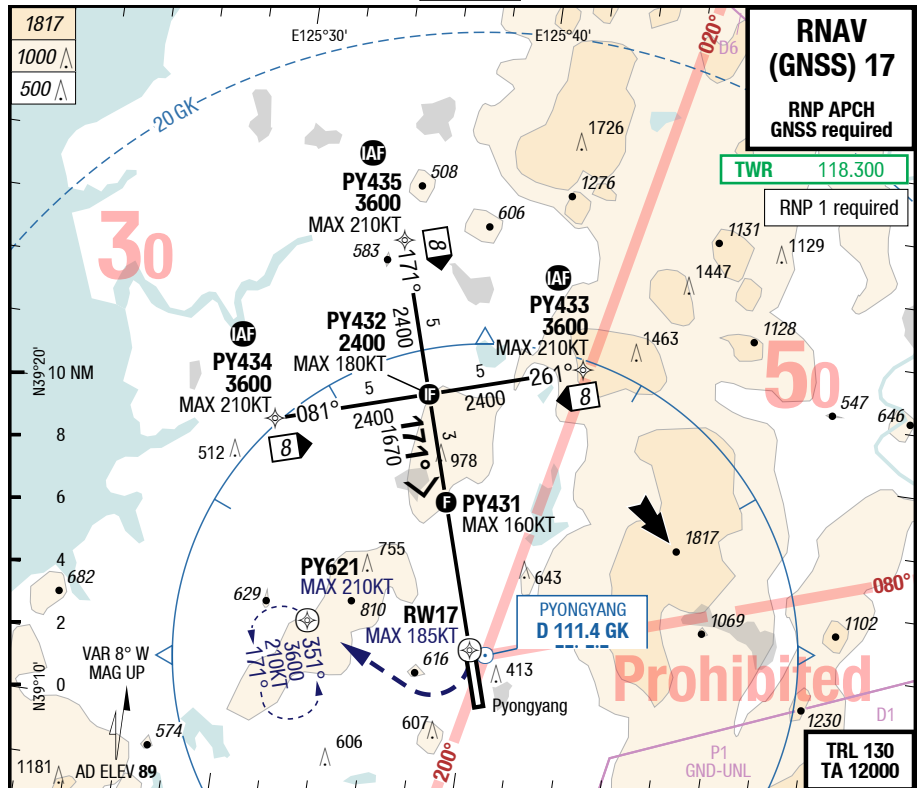 1817
1000
500
E125°30'
E125°40'
020°
D6
RNAV
(GNSS) 17
RNP APCH
GNSS required
TWR 118.300
RNP 1 required
20 GK
30
50
IAF
PY435
3600
MAX 210KT
508
606
583
8
171°
5
2400
1726
1276
1131
1129
1447
1128
1463
547
646
IAF
PY433
3600
MAX 210KT
261°
5
2400
8
PY432
2400
MAX 180KT
IF
IAF
PY434
3600
MAX 210KT
081°
5
2400
8
512
N39°20'
10 NM
8
6
4
2
0
N39°10'
171°
1670
3
978
F
PY431
MAX 160KT
1817
755
PY621
MAX 210KT
629
810
682
643
RW17
MAX 185KT
616
413
Pyongyang
PYONGYANG
D 111.4 GK
080°
1069
1102
Prohibited
1230
D1
P1
GND-UNL
351°
3600
210KT
171°
VAR 8° W
MAG UP
574
1181
AD ELEV 89
606
607
200°
TRL 130
TA 12000